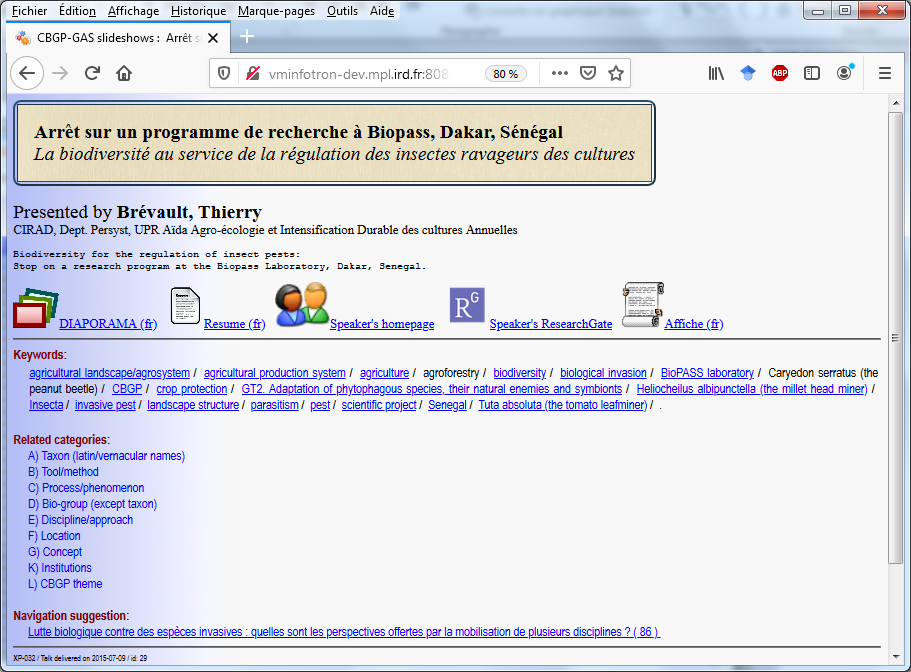 Fichier Édition Affichage Historique Marque-pages Outils Aide
CBGP-GAS slideshows : Arrêt s
vminfotron-dev.mpl.ird.fr:808 80 % ABP
Arrêt sur un programme de recherche à Biopass, Dakar, Sénégal
La biodiversité au service de la régulation des insectes ravageurs des cultures
Presented by Brévault, Thierry
CIRAD, Dept. Persyst, UPR Aïda Agro-écologie et Intensification Durable des cultures Annuelles
Biodiversity for the regulation of insect pests:
Stop on a research program at the Biopass Laboratory, Dakar, Senegal.
DIAPORAMA (fr) Resume (fr) Speaker's homepage RG Speaker's ResearchGate Affiche (fr)
Keywords:
agricultural landscape/agrosystem / agricultural production system / agriculture / agroforestry / biodiversity / biological invasion / BioPASS laboratory / Caryedon serratus (the
peanut beetle) / CBGP / crop protection / GT2. Adaptation of phytophagous species, their natural enemies and symbionts / Heliocheilus albipunctella (the millet head miner) /
Insecta / invasive pest / landscape structure / parasitism / pest / scientific project / Senegal / Tuta absoluta (the tomato leafminer) / .
Related categories:
A) Taxon (latin/vernacular names)
B) Tool/method
C) Process/phenomenon
D) Bio-group (except taxon)
E) Discipline/approach
F) Location
G) Concept
K) Institutions
L) CBGP theme
Navigation suggestion:
Lutte biologique contre des espèces invasives : quelles sont les perspectives offertes par la mobilisation de plusieurs disciplines ? ( 86 )
XP-032 / Talk delivered on 2015-07-09 / id: 29